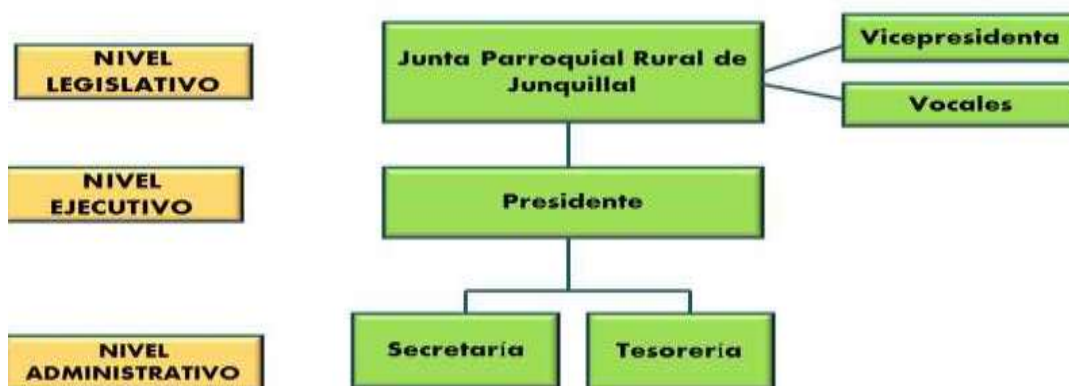 NIVEL
LEGISLATIVO
Junta Parroquial Rural de
Junquillal
Vicepresidenta
Vocales
NIVEL
EJECUTIVO
Presidente
NIVEL
ADMINISTRATIVO
Secretaría
Tesorería